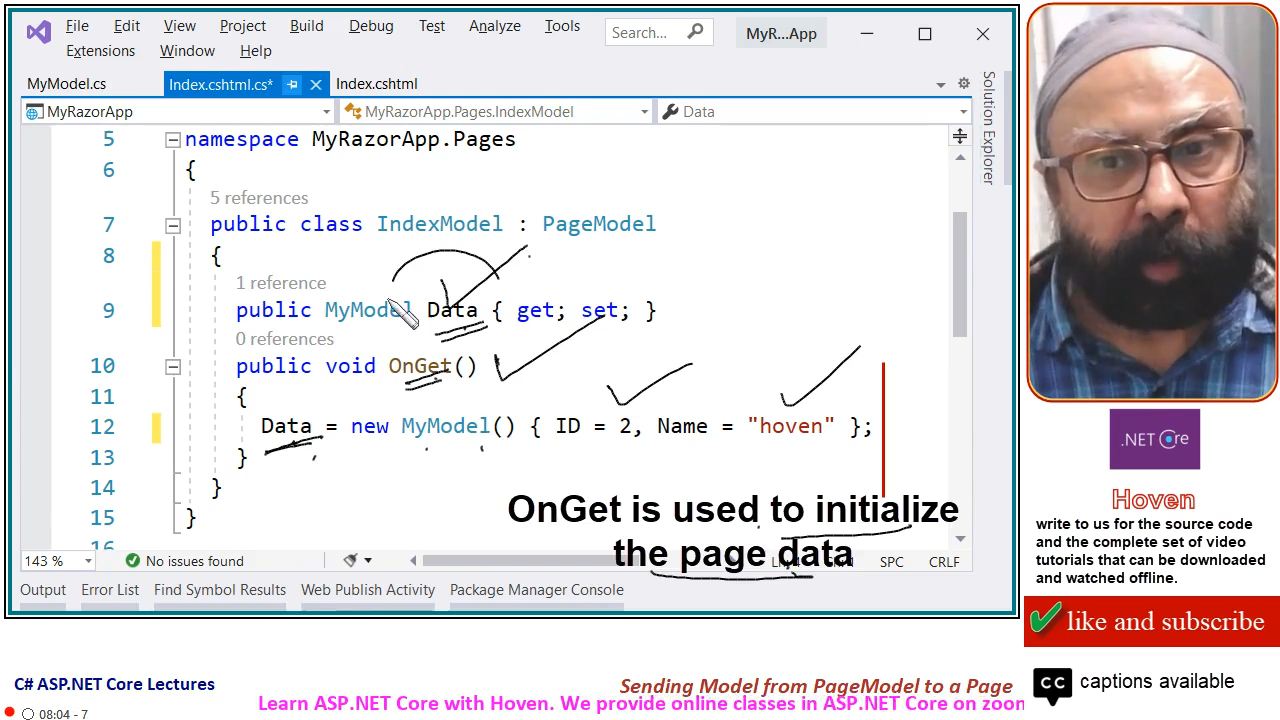 File Edit View Project Build Debug Test Analyze Tools Search... MyR...App
Extensions Window Help
MyModel.cs Index.cshtml.cs* Index.cshtml
MyRazorApp MyRazorApp.Pages.IndexModel Data
Solution Explorer
5 namespace MyRazorApp.Pages
6 {
5 references
7 public class IndexModel : PageModel
8 {
1 reference
9 public MyModel Data { get; set; }
0 references
10 public void OnGet()
11 {
12 Data = new MyModel() { ID = 2, Name = "hoven" };
13 }
14 }
15 }
16
OnGet is used to initialize
the page data
143 % No issues found SPC CRLF
Output Error List Find Symbol Results Web Publish Activity Package Manager Console
.NET Core
Hoven
write to us for the source code
and the complete set of video
tutorials that can be downloaded
and watched offline.
like and subscribe
CC captions available
C# ASP.NET Core Lectures
Sending Model from PageModel to a Page
Learn ASP.NET Core with Hoven. We provide online classes in ASP.NET Core on zoon
08:04 - 7